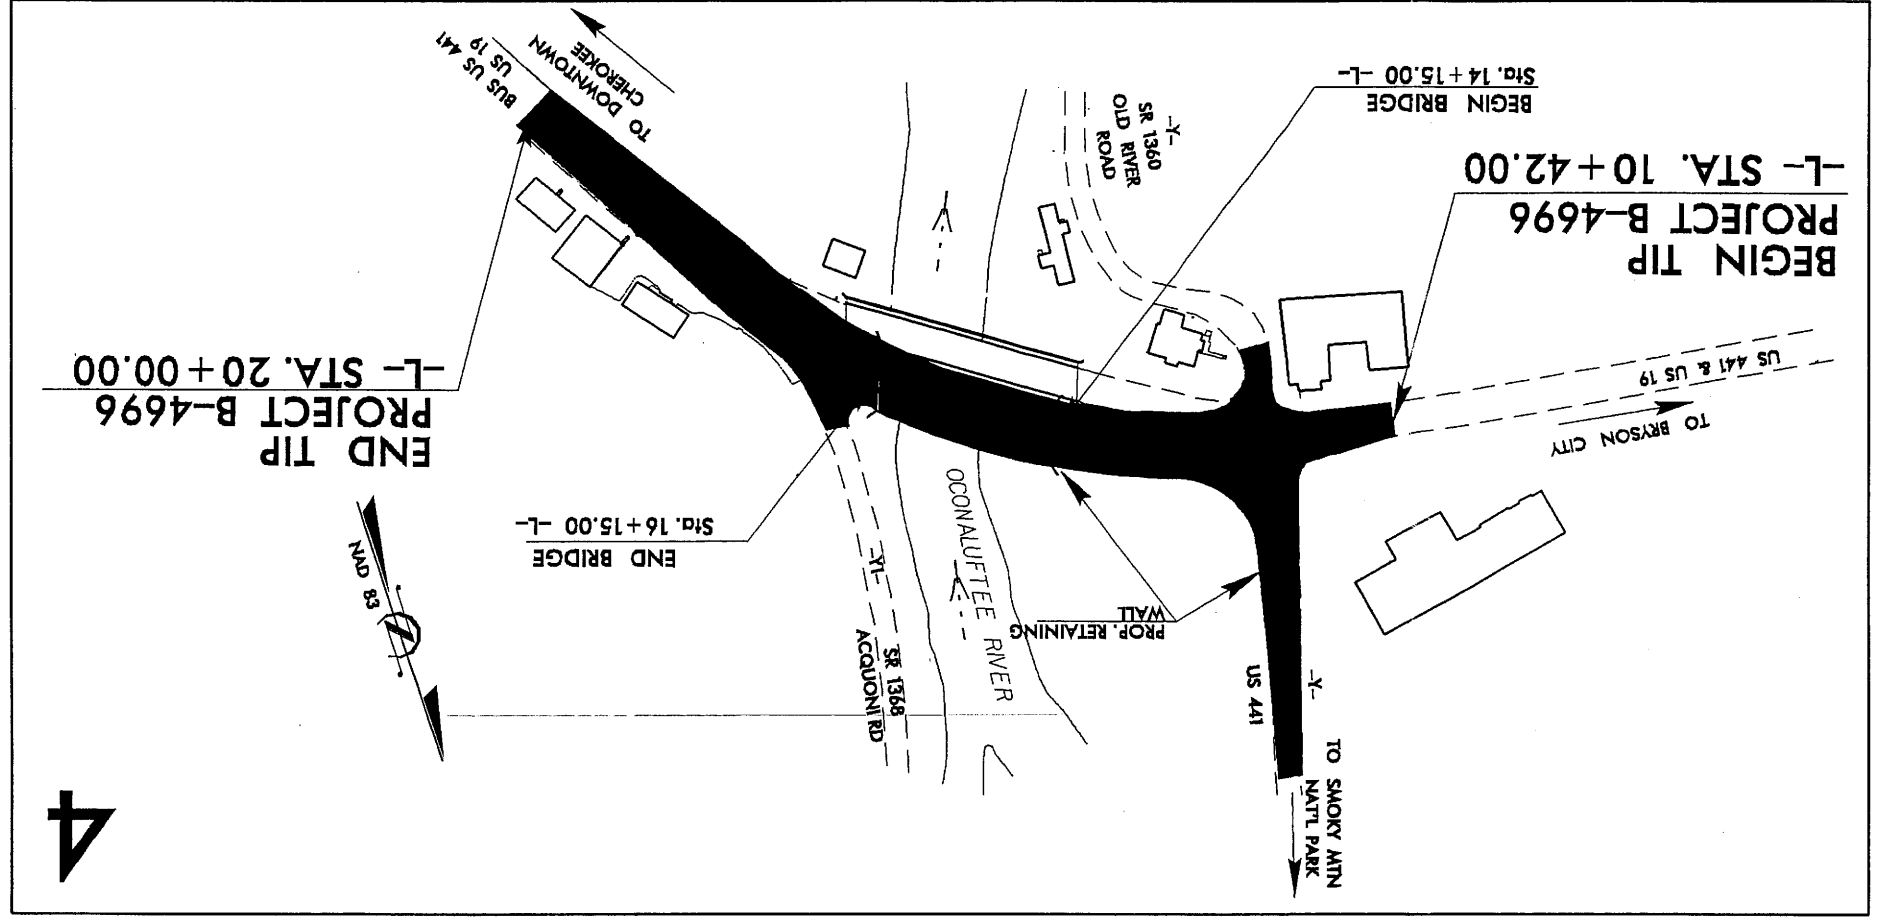 BEGIN TIP
PROJECT B-4696
-L- STA. 10+42.00
END TIP
PROJECT B-4696
-L- STA. 20+00.00
BEGIN BRIDGE
Sta. 14+15.00 -L-
END BRIDGE
Sta. 16+15.00 -L-
PROP. RETAINING
WALL
US 441 & US 19
TO BRYSON CITY
TO DOWNTOWN
CHEROKEE
BUS US 441
US 19
-Y-
SR 1360
OLD RIVER
ROAD
OCONALUFTEE RIVER
-Y1-
SR 1368
ACQUONI RD
-Y-
US 441
TO SMOKY MTN
NAT'L PARK
NAD 83
4